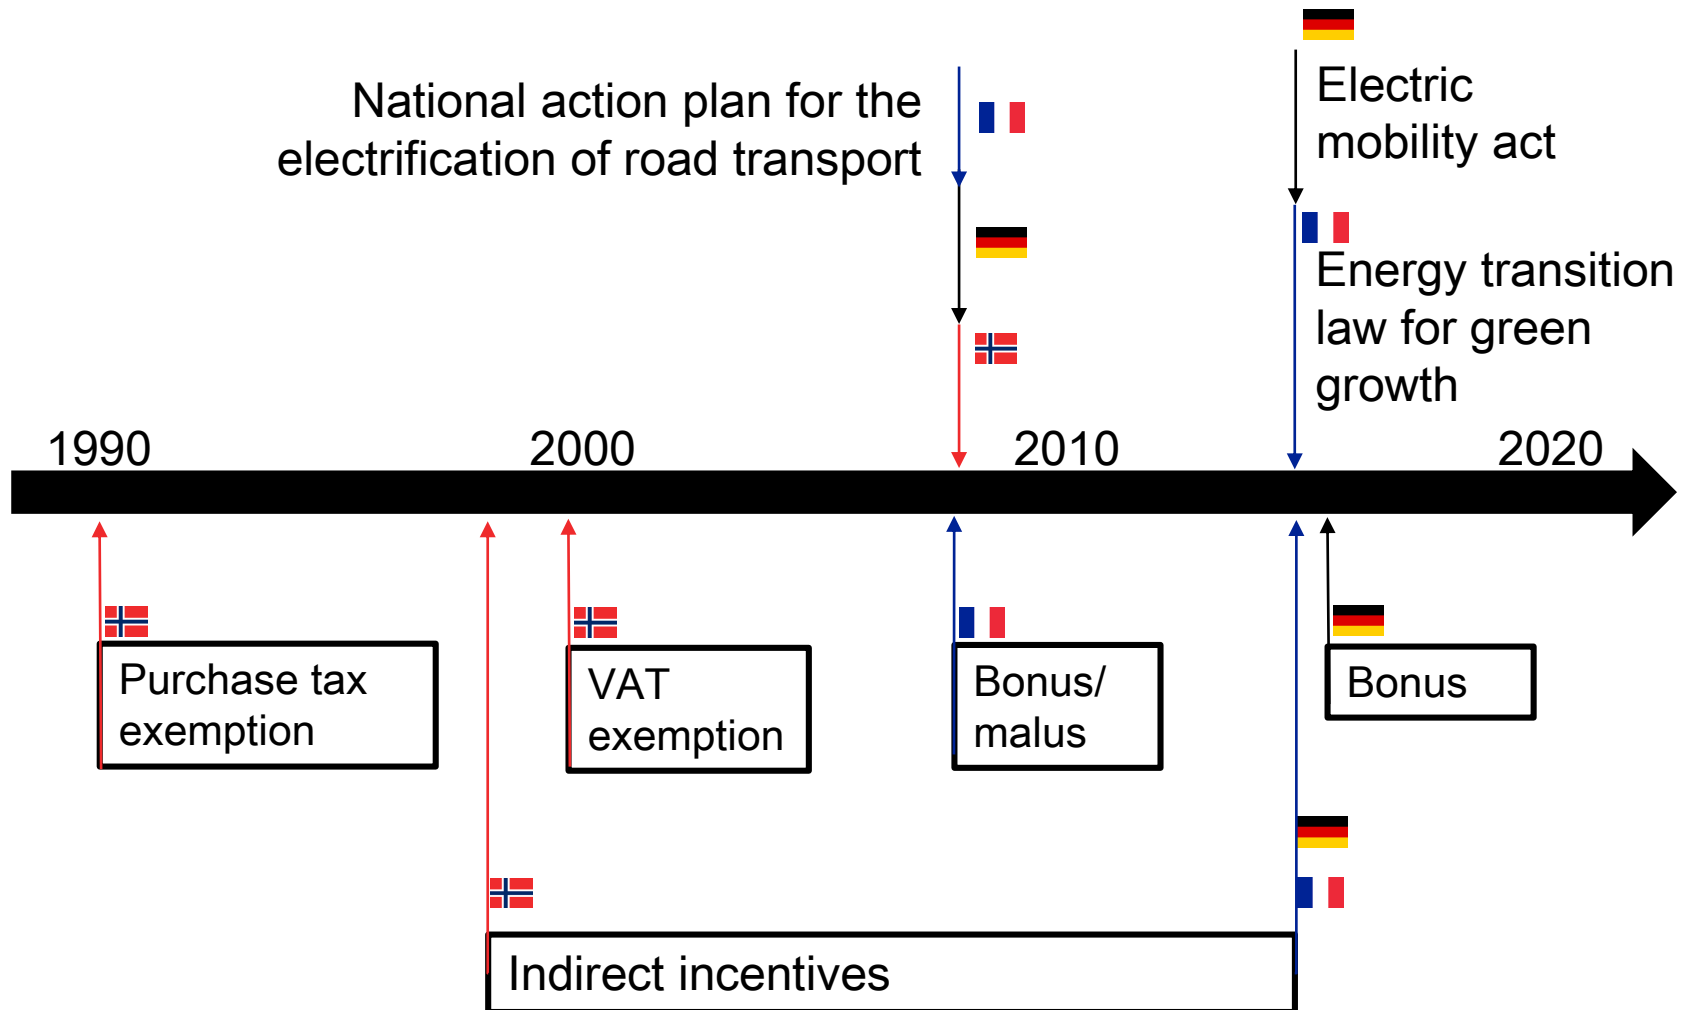 National action plan for the
electrification of road transport
Electric
mobility act
Energy transition
law for green
growth
1990
2000
2010
2020
Purchase tax
exemption
VAT
exemption
Bonus/
malus
Bonus
Indirect incentives